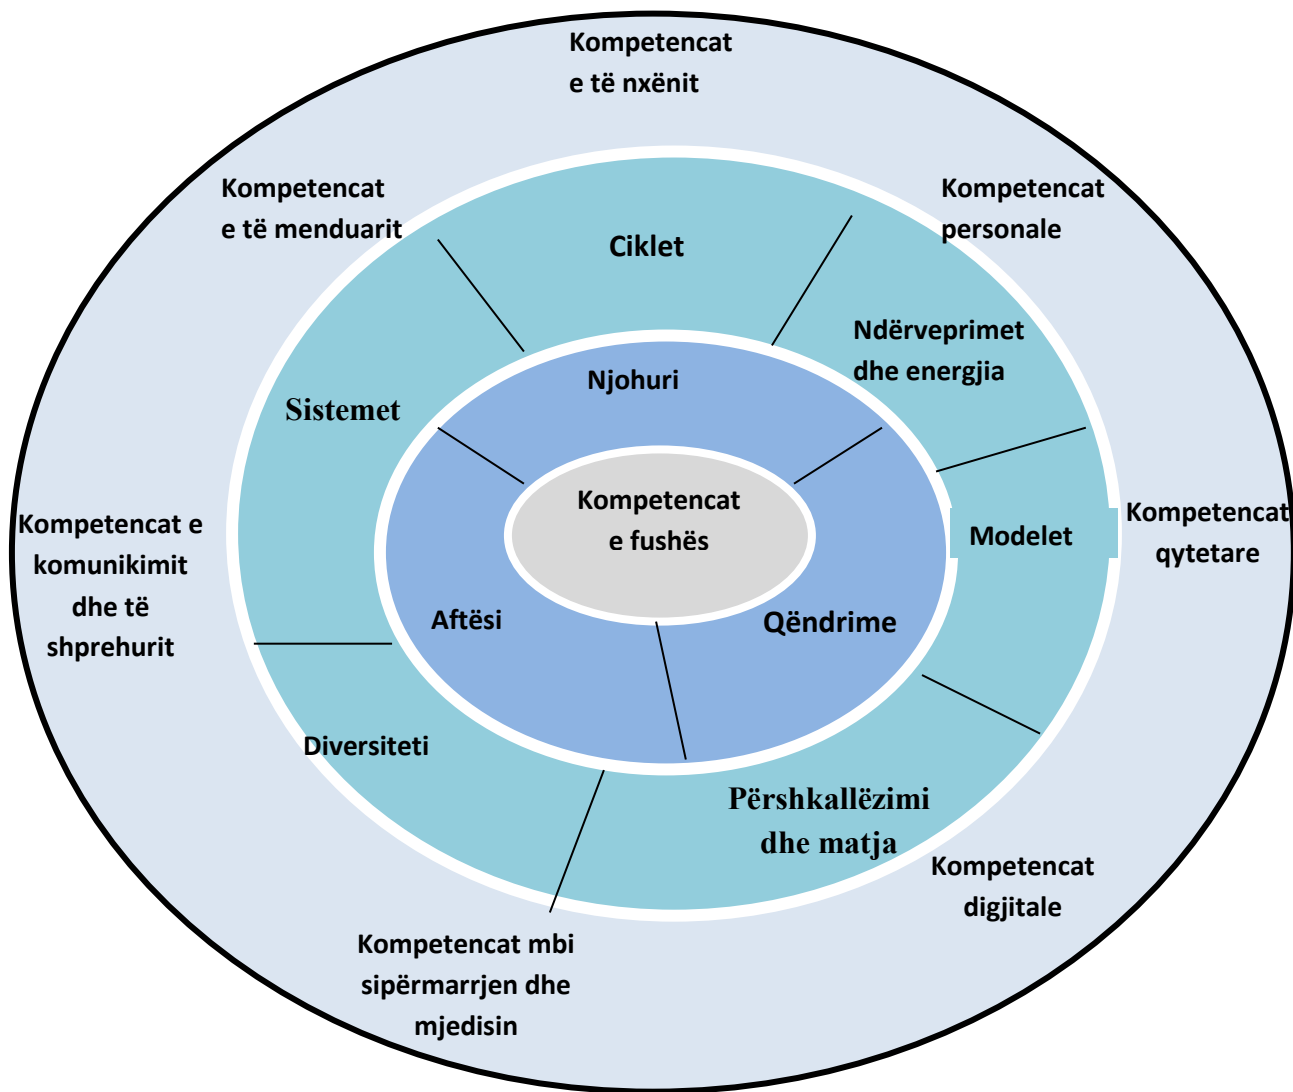 Kompetencat
e të nxënit
Kompetencat
e të menduarit
Kompetencat
personale
Ciklet
Ndërveprimet
dhe energjia
Njohuri
Sistemet
Kompetencat
e fushës
Modelet
Kompetencat
qytetare
Kompetencat e
komunikimit
dhe të
shprehurit
Aftësi
Qëndrime
Diversiteti
Përshkallëzimi
dhe matja
Kompetencat
digjitale
Kompetencat mbi
sipërmarrjen dhe
mjedisin